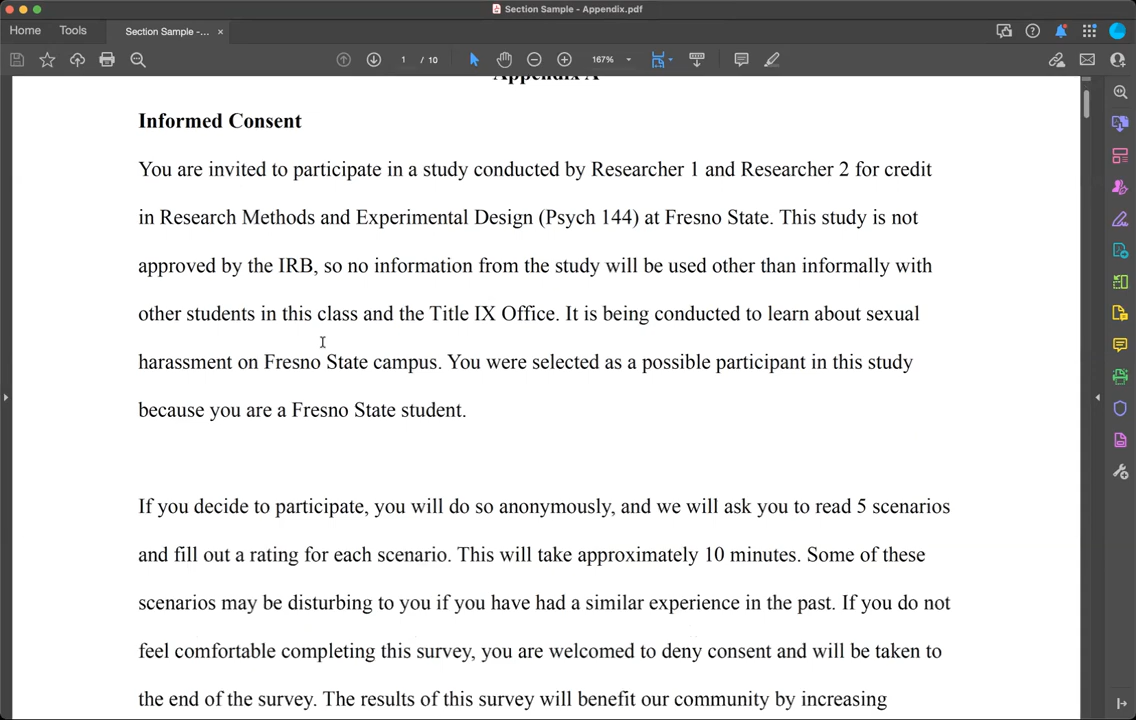 Section Sample - Appendix.pdf
Home Tools Section Sample -... ×
1 / 10 167%
Appendix A
Informed Consent
You are invited to participate in a study conducted by Researcher 1 and Researcher 2 for credit
in Research Methods and Experimental Design (Psych 144) at Fresno State. This study is not
approved by the IRB, so no information from the study will be used other than informally with
other students in this class and the Title IX Office. It is being conducted to learn about sexual
harassment on Fresno State campus. You were selected as a possible participant in this study
because you are a Fresno State student.
If you decide to participate, you will do so anonymously, and we will ask you to read 5 scenarios
and fill out a rating for each scenario. This will take approximately 10 minutes. Some of these
scenarios may be disturbing to you if you have had a similar experience in the past. If you do not
feel comfortable completing this survey, you are welcomed to deny consent and will be taken to
the end of the survey. The results of this survey will benefit our community by increasing